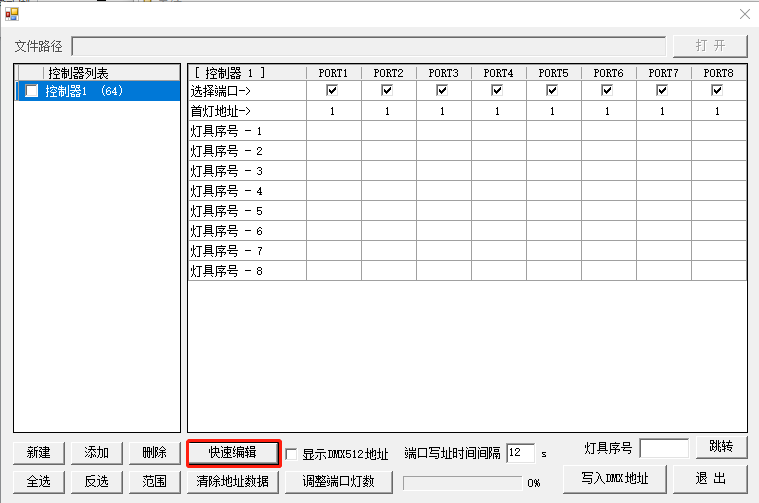 文件路径 打 开
控制器列表
控制器1 (64)
[ 控制器 1 ] PORT1 PORT2 PORT3 PORT4 PORT5 PORT6 PORT7 PORT8
选择端口->
首灯地址-> 1 1 1 1 1 1 1 1
灯具序号 - 1
灯具序号 - 2
灯具序号 - 3
灯具序号 - 4
灯具序号 - 5
灯具序号 - 6
灯具序号 - 7
灯具序号 - 8
新建 添加 删除 快速编辑 显示DMX512地址 端口写址时间间隔 12 s 灯具序号 跳转
全选 反选 范围 清除地址数据 调整端口灯数 0% 写入DMX地址 退 出